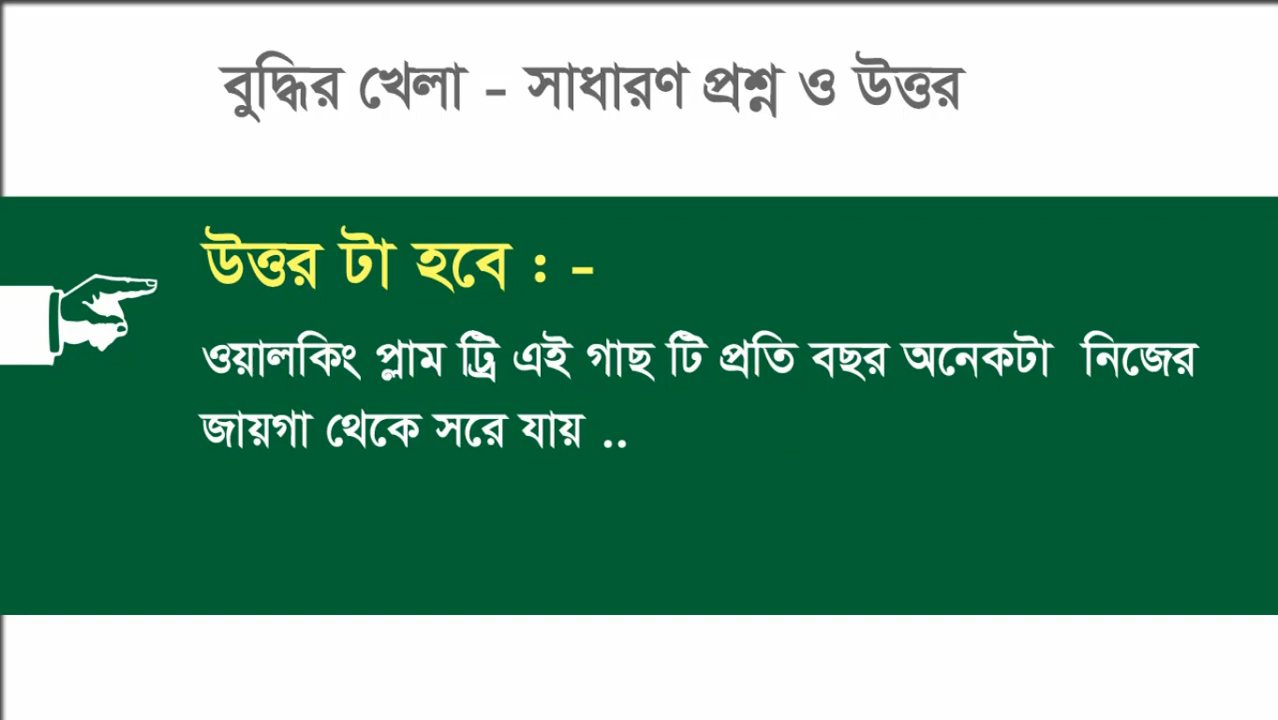 বুদ্ধির খেলা - সাধারণ প্রশ্ন ও উত্তর
উত্তর টা হবে : -
ওয়ালকিং প্লাম ট্রি এই গাছ টি প্রতি বছর অনেকটা নিজের
জায়গা থেকে সরে যায় ..